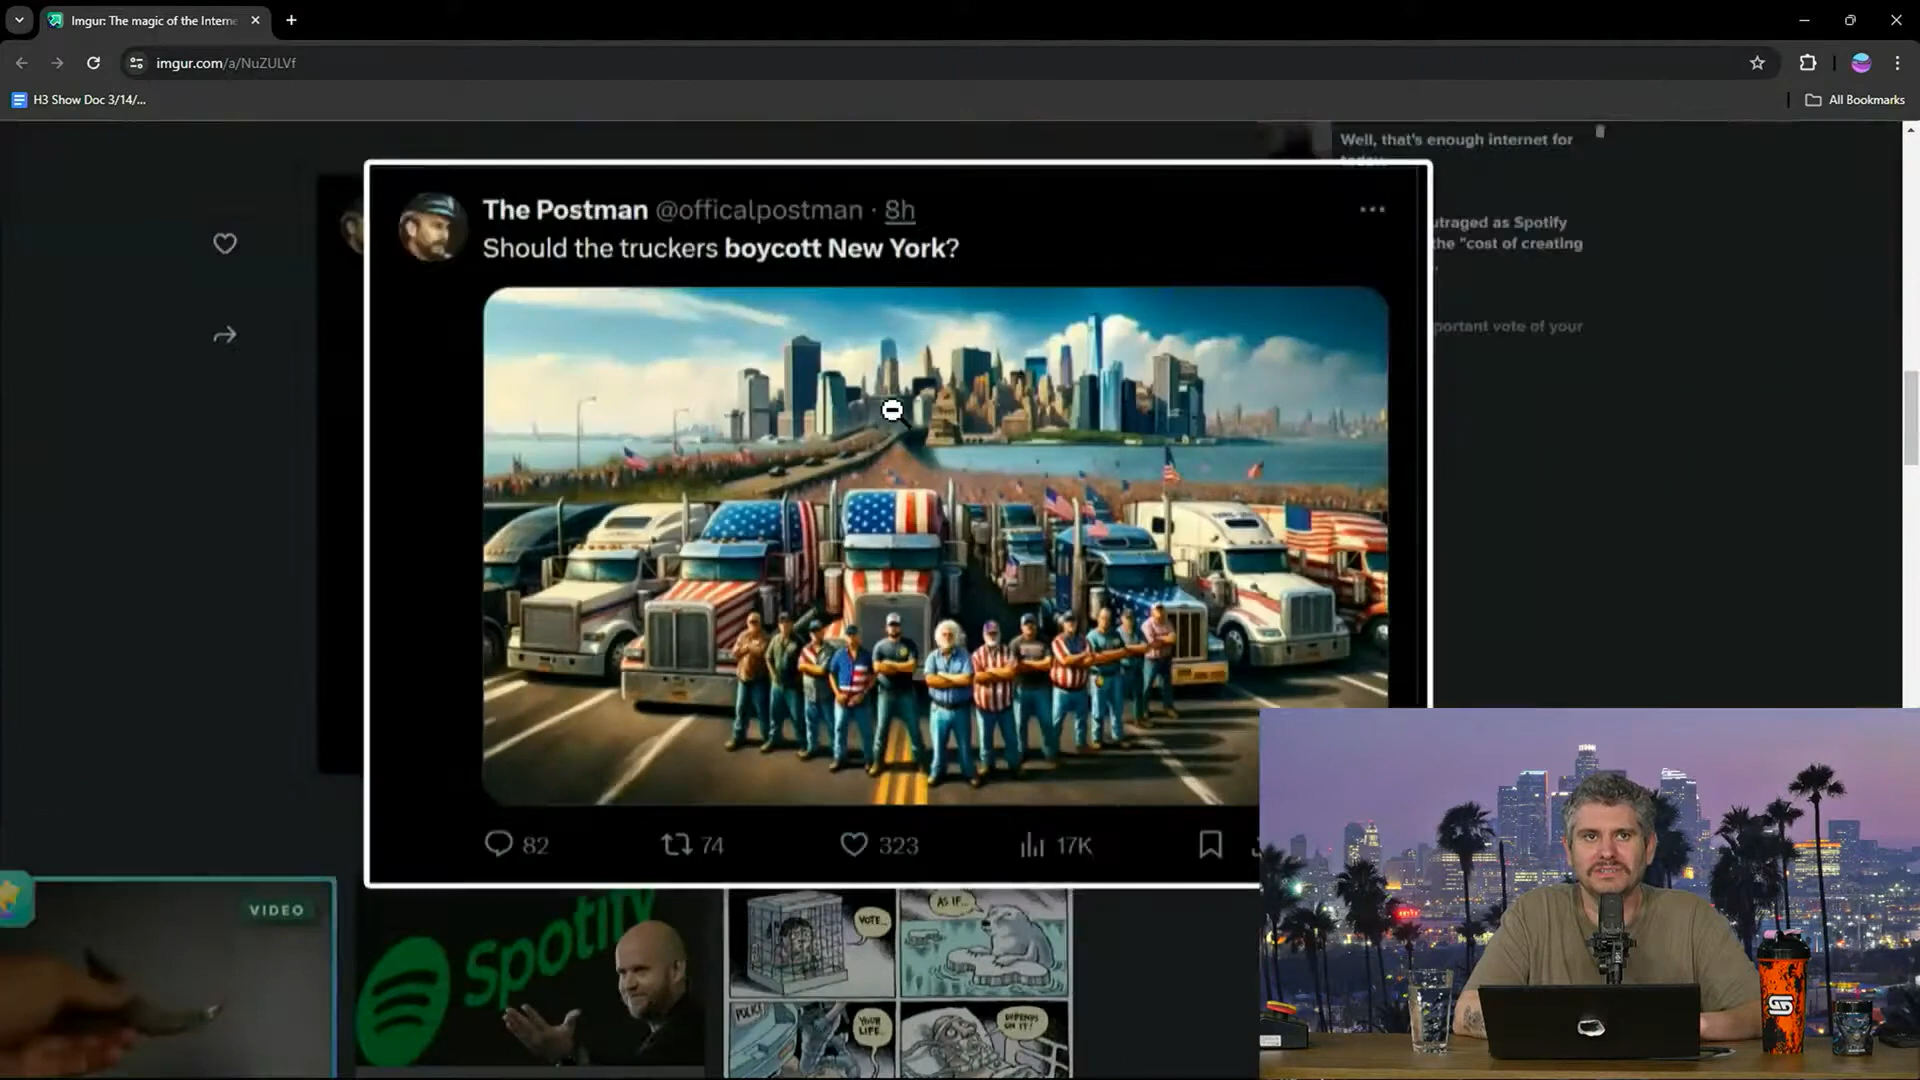 Imgur: The magic of the Interne
imgur.com/a/NuZULVf
H3 Show Doc 3/14/...
All Bookmarks
Well, that's enough internet for
The Postman @officalpostman · 8h
Should the truckers boycott New York?
utraged as Spotify
the "cost of creating
portant vote of your
82
74
323
17K
VIDEO
Spotify
VOTE...
AS IF...
POLICE
YOUR
LIFE...
DEPENDS
ON IT!